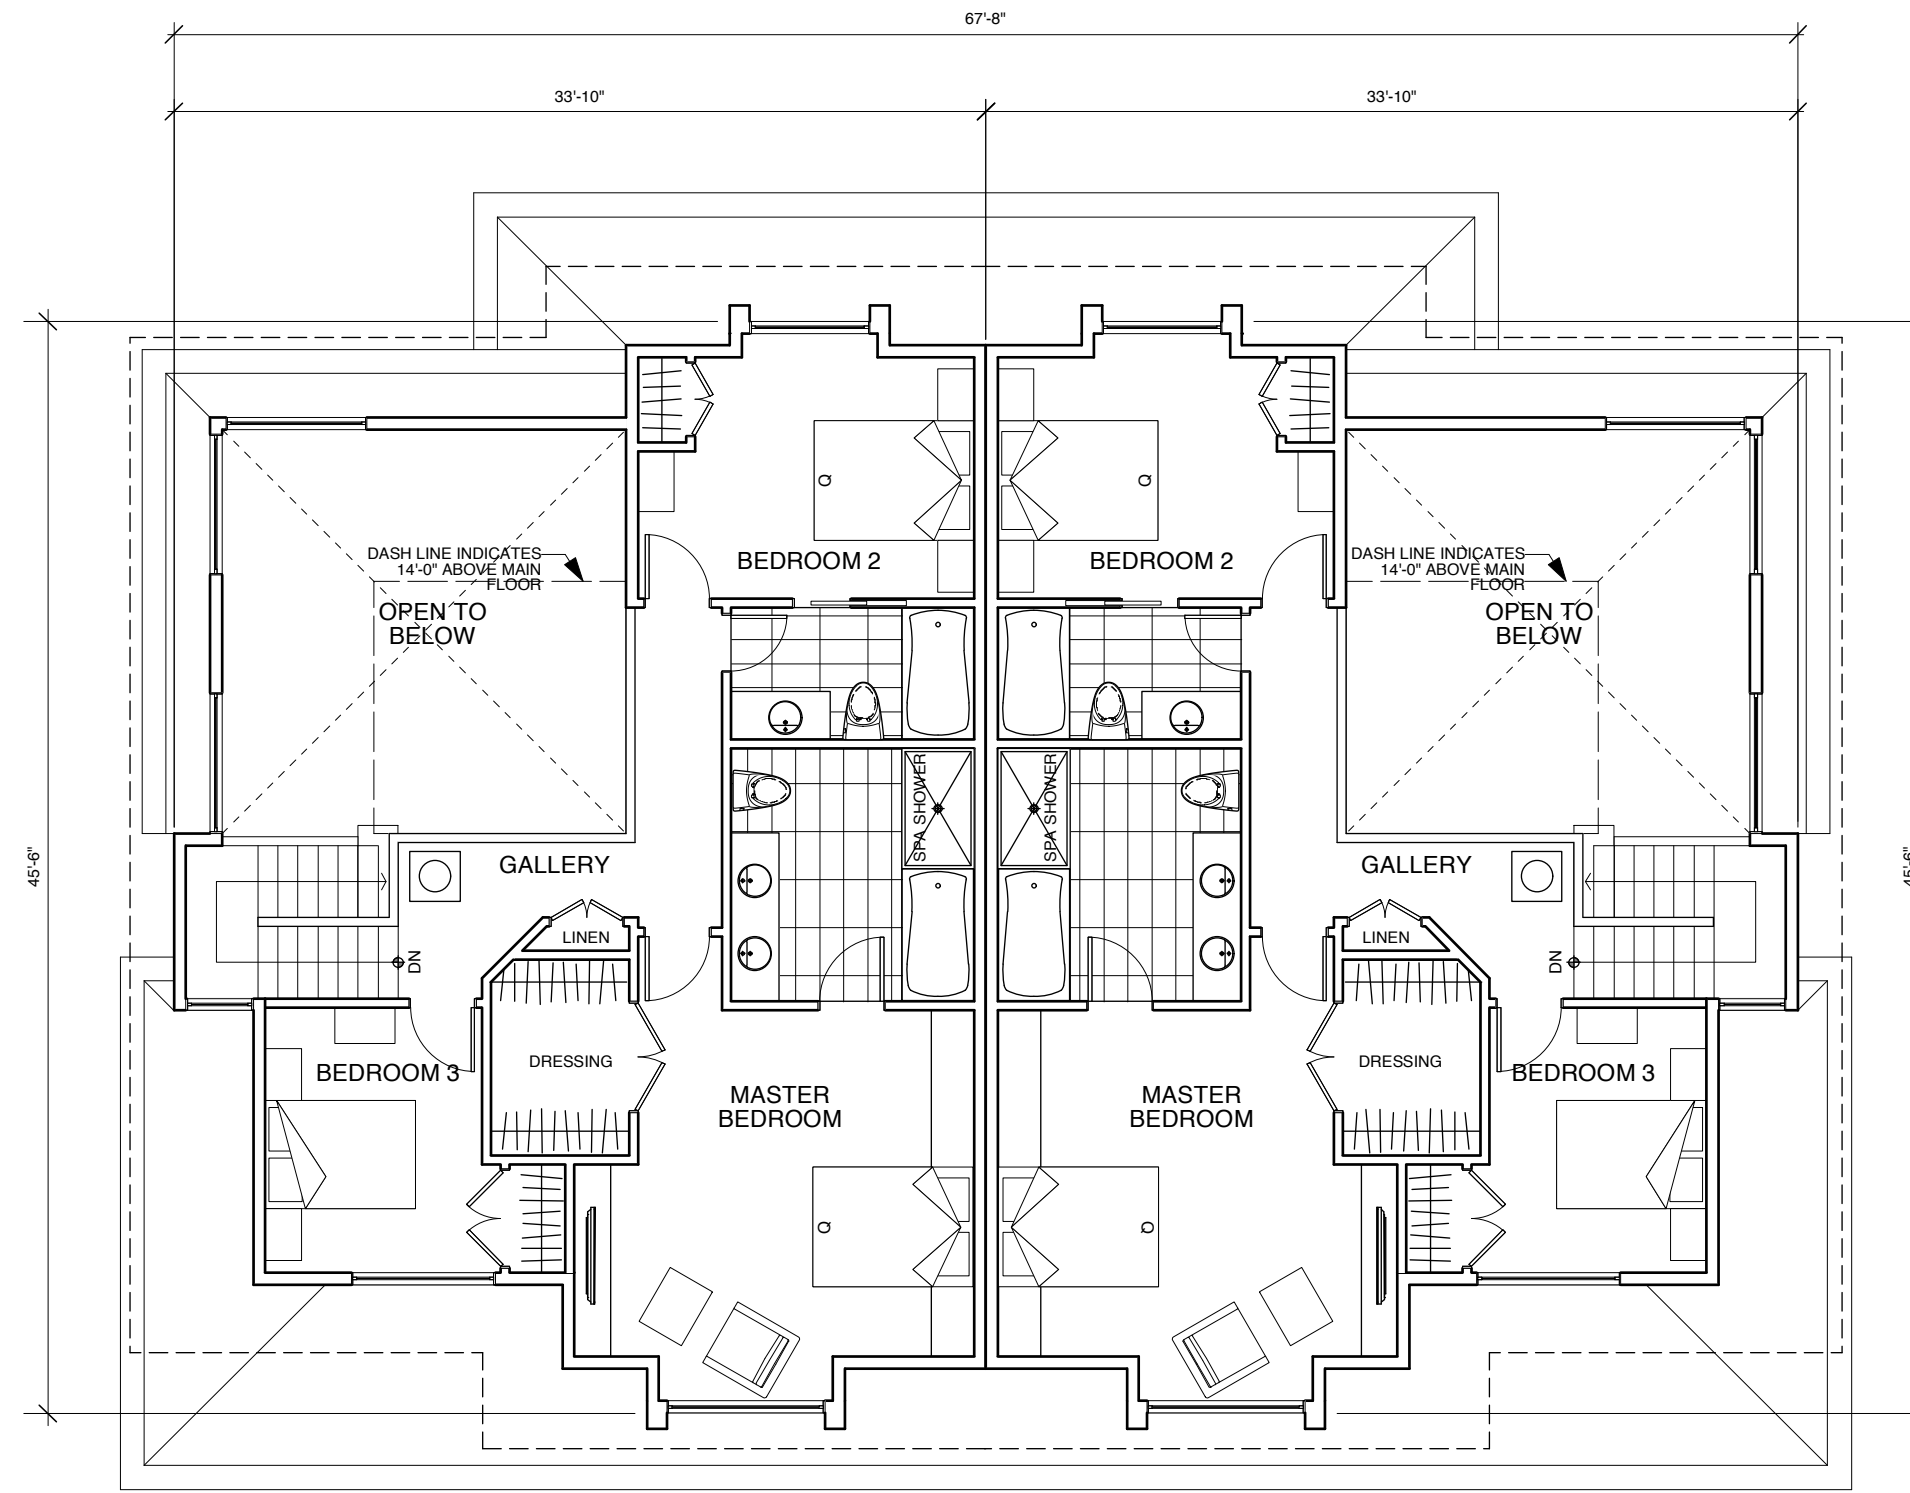 67'-8"
33'-10"
33'-10"
BEDROOM 2
BEDROOM 2
Q
Q
DASH LINE INDICATES
14'-0" ABOVE MAIN
FLOOR
OPEN TO
BELOW
DASH LINE INDICATES
14'-0" ABOVE MAIN
FLOOR
OPEN TO
BELOW
45'-6"
45'-6"
SPA SHOWER
SPA SHOWER
GALLERY
GALLERY
LINEN
LINEN
DN
DN
BEDROOM 3
DRESSING
MASTER
BEDROOM
MASTER
BEDROOM
DRESSING
BEDROOM 3
Q
Q